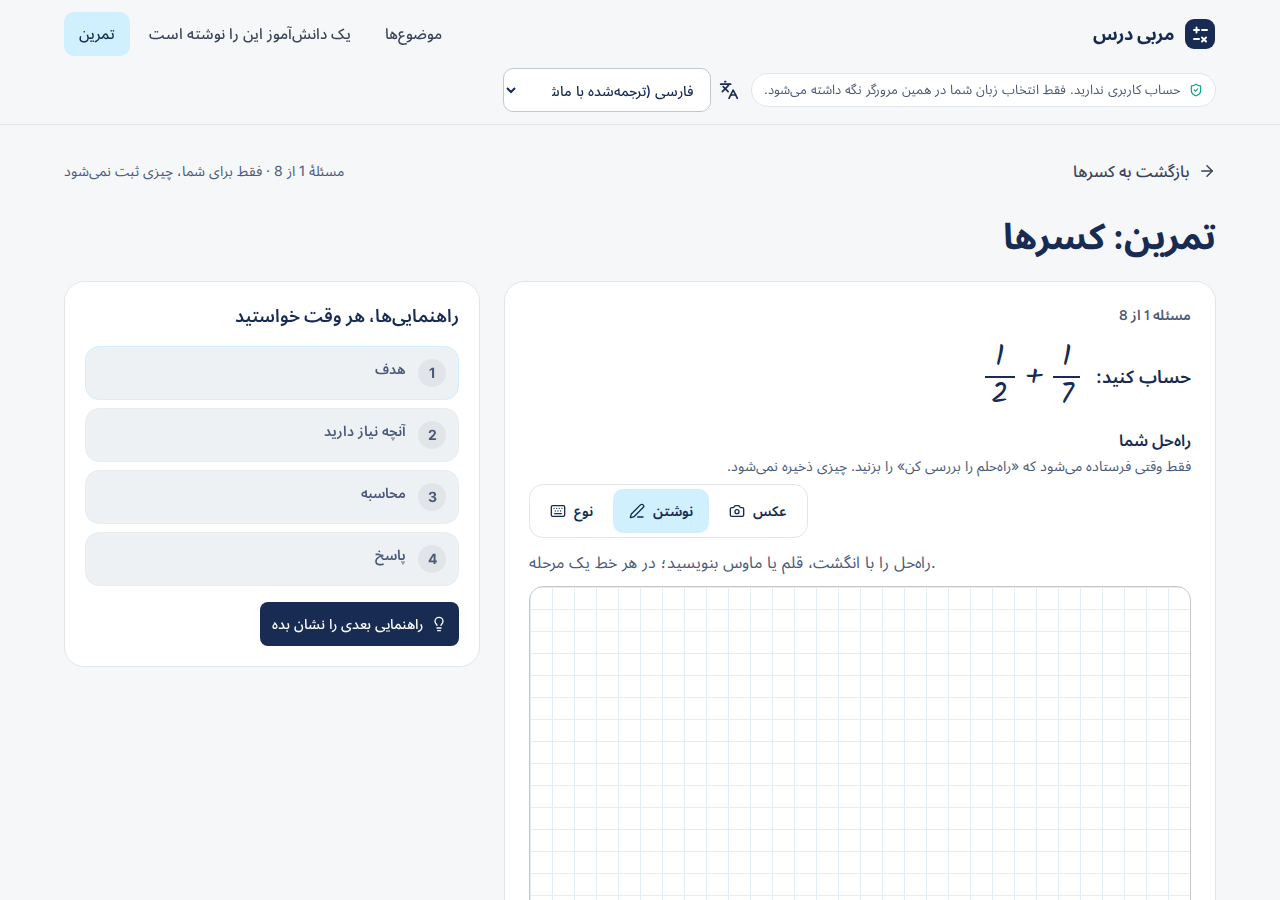 مربی درس
موضوع‌ها
یک دانش‌آموز این را نوشته است
تمرین
حساب کاربری ندارید. فقط انتخاب زبان شما در همین مرورگر نگه داشته می‌شود.
فارسی (ترجمه‌شده با ماش
بازگشت به کسرها
مسئلهٔ 1 از 8 · فقط برای شما، چیزی ثبت نمی‌شود
تمرین: کسرها
مسئله 1 از 8
حساب کنید: 1/2 + 1/7
راه‌حل شما
فقط وقتی فرستاده می‌شود که «راه‌حلم را بررسی کن» را بزنید. چیزی ذخیره نمی‌شود.
عکس
نوشتن
نوع
راه‌حل را با انگشت، قلم یا ماوس بنویسید؛ در هر خط یک مرحله.
راهنمایی‌ها، هر وقت خواستید
1 هدف
2 آنچه نیاز دارید
3 محاسبه
4 پاسخ
راهنمایی بعدی را نشان بده